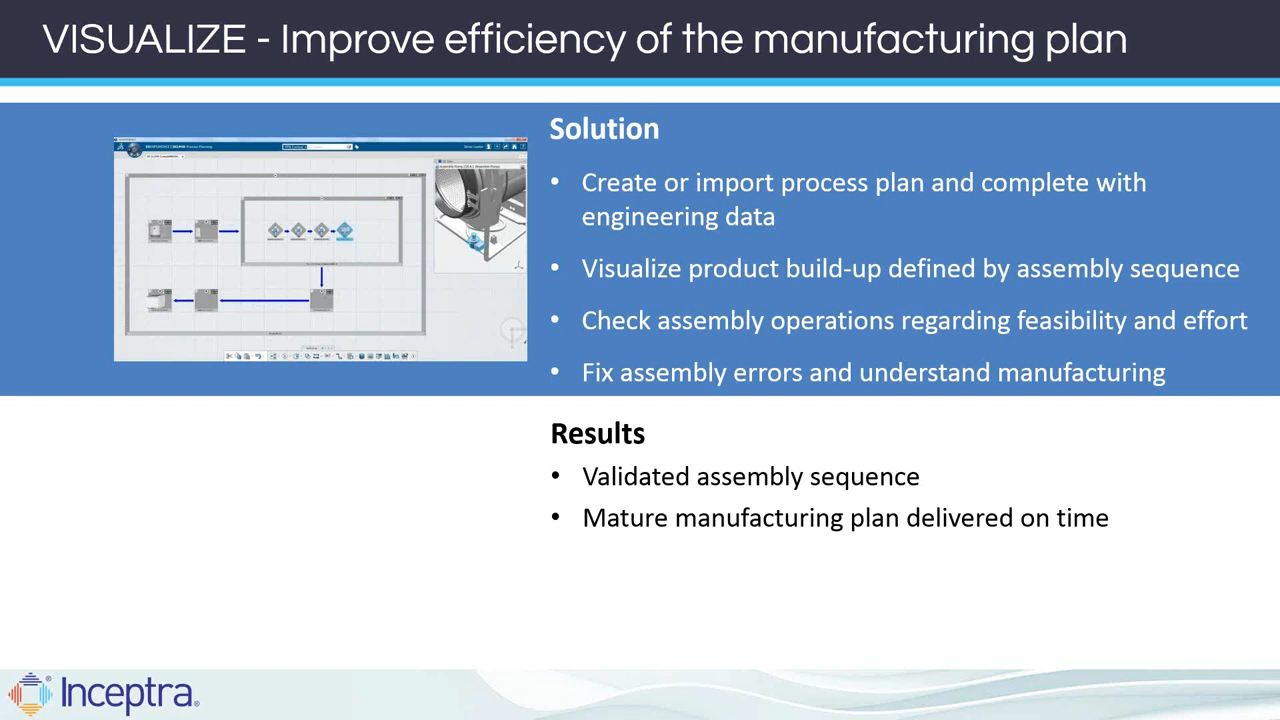 VISUALIZE - Improve efficiency of the manufacturing plan
Solution
• Create or import process plan and complete with
engineering data
• Visualize product build-up defined by assembly sequence
• Check assembly operations regarding feasibility and effort
• Fix assembly errors and understand manufacturing
Results
• Validated assembly sequence
• Mature manufacturing plan delivered on time
Inceptra®